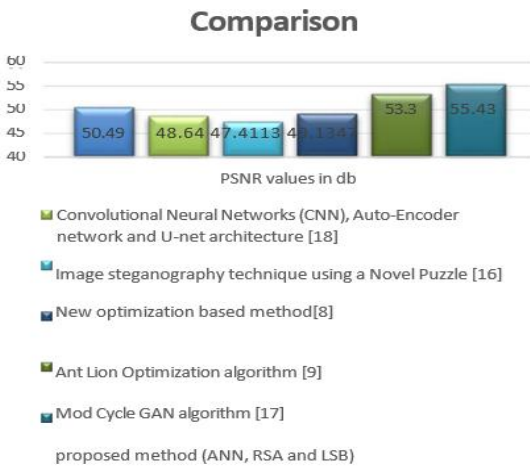 Comparison
60
55
50
45
40
50.49
48.64
47.4113
49.1347
53.3
55.43
PSNR values in db
Convolutional Neural Networks (CNN), Auto-Encoder
network and U-net architecture [18]
Image steganography technique using a Novel Puzzle [16]
New optimization based method[8]
Ant Lion Optimization algorithm [9]
Mod Cycle GAN algorithm [17]
proposed method (ANN, RSA and LSB)